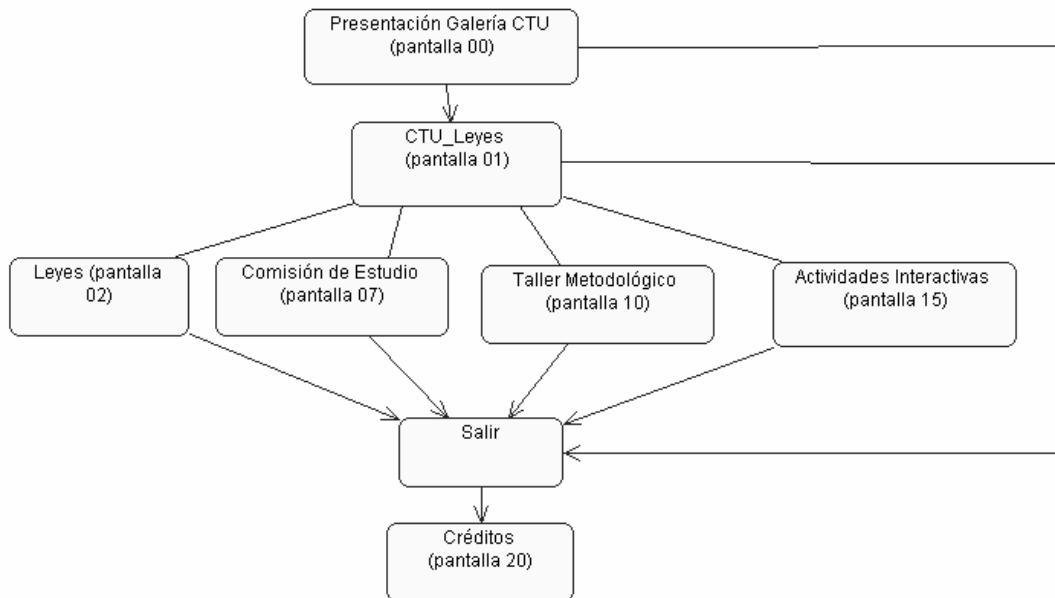 Presentación Galería CTU
(pantalla 00)
CTU_Leyes
(pantalla 01)
Leyes (pantalla
02)
Comisión de Estudio
(pantalla 07)
Taller Metodológico
(pantalla 10)
Actividades Interactivas
(pantalla 15)
Salir
Créditos
(pantalla 20)